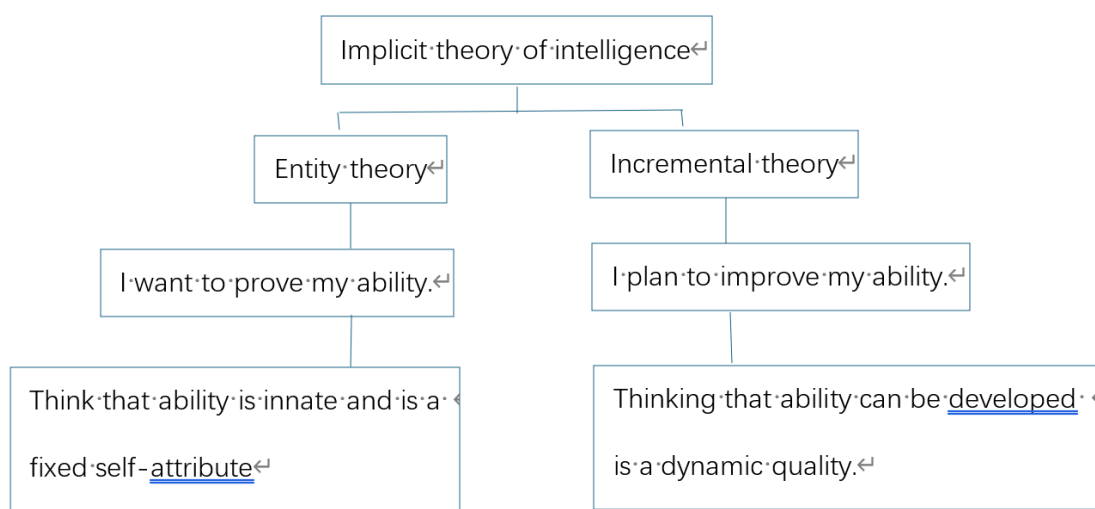 Implicit theory of intelligence
Entity theory
Incremental theory
I want to prove my ability.
I plan to improve my ability.
Think that ability is innate and is a
fixed self-attribute
Thinking that ability can be developed
is a dynamic quality.